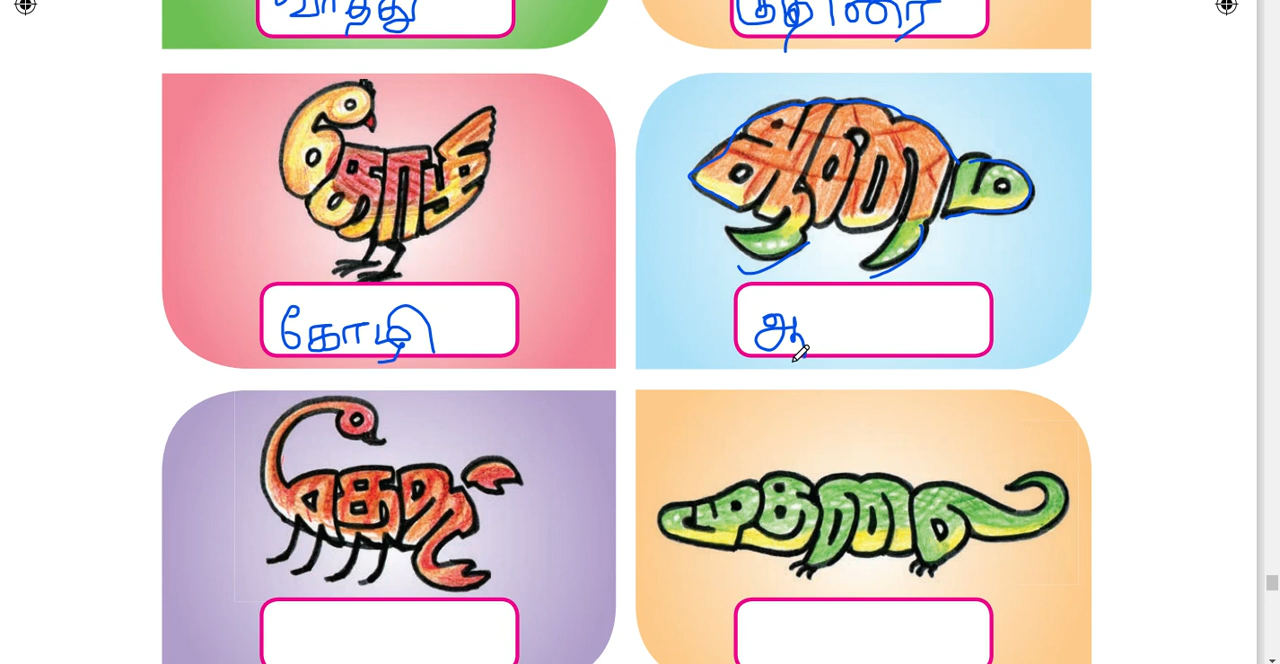 வாத்து
குதிரை
கோழி
ஆமை
கோழி
ஆ
தேள்
முதலை